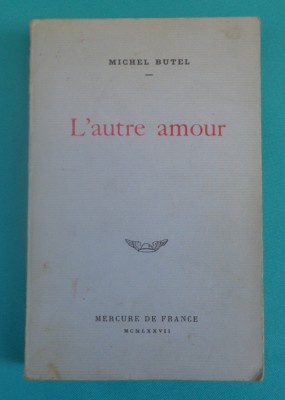 MICHEL BUTEL
L'autre amour
MERCURE DE FRANCE
MCMLXXVII